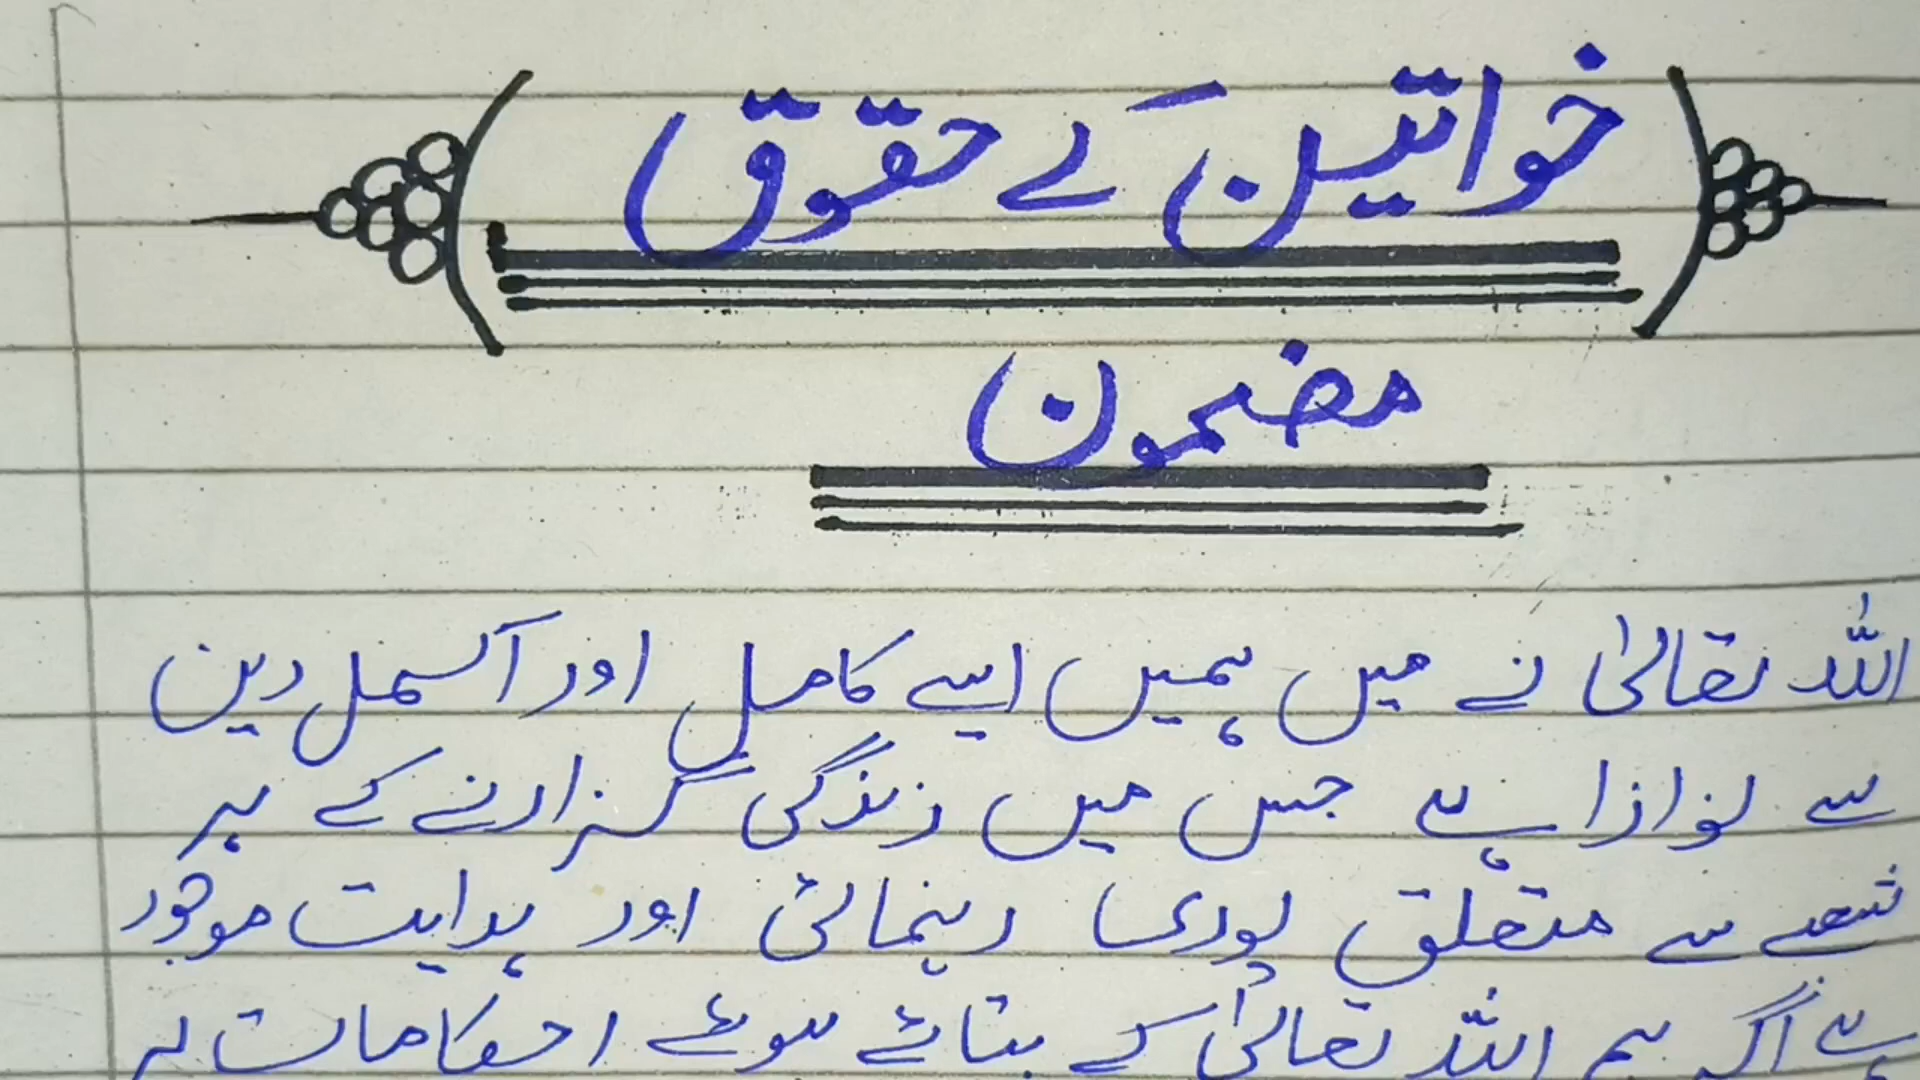 خواتین کے حقوق
مضمون
اللہ تعالیٰ نے میں ہمیں ایسے کامل اور اکمل دین
سے نوازا ہے جس میں زندگی گزارنے کے ہر
شعبے سے متعلق پوری رہنمائی اور ہدایت موجود
ہے اگر ہم اللہ تعالیٰ کے بتائے ہوئے احکامات پر